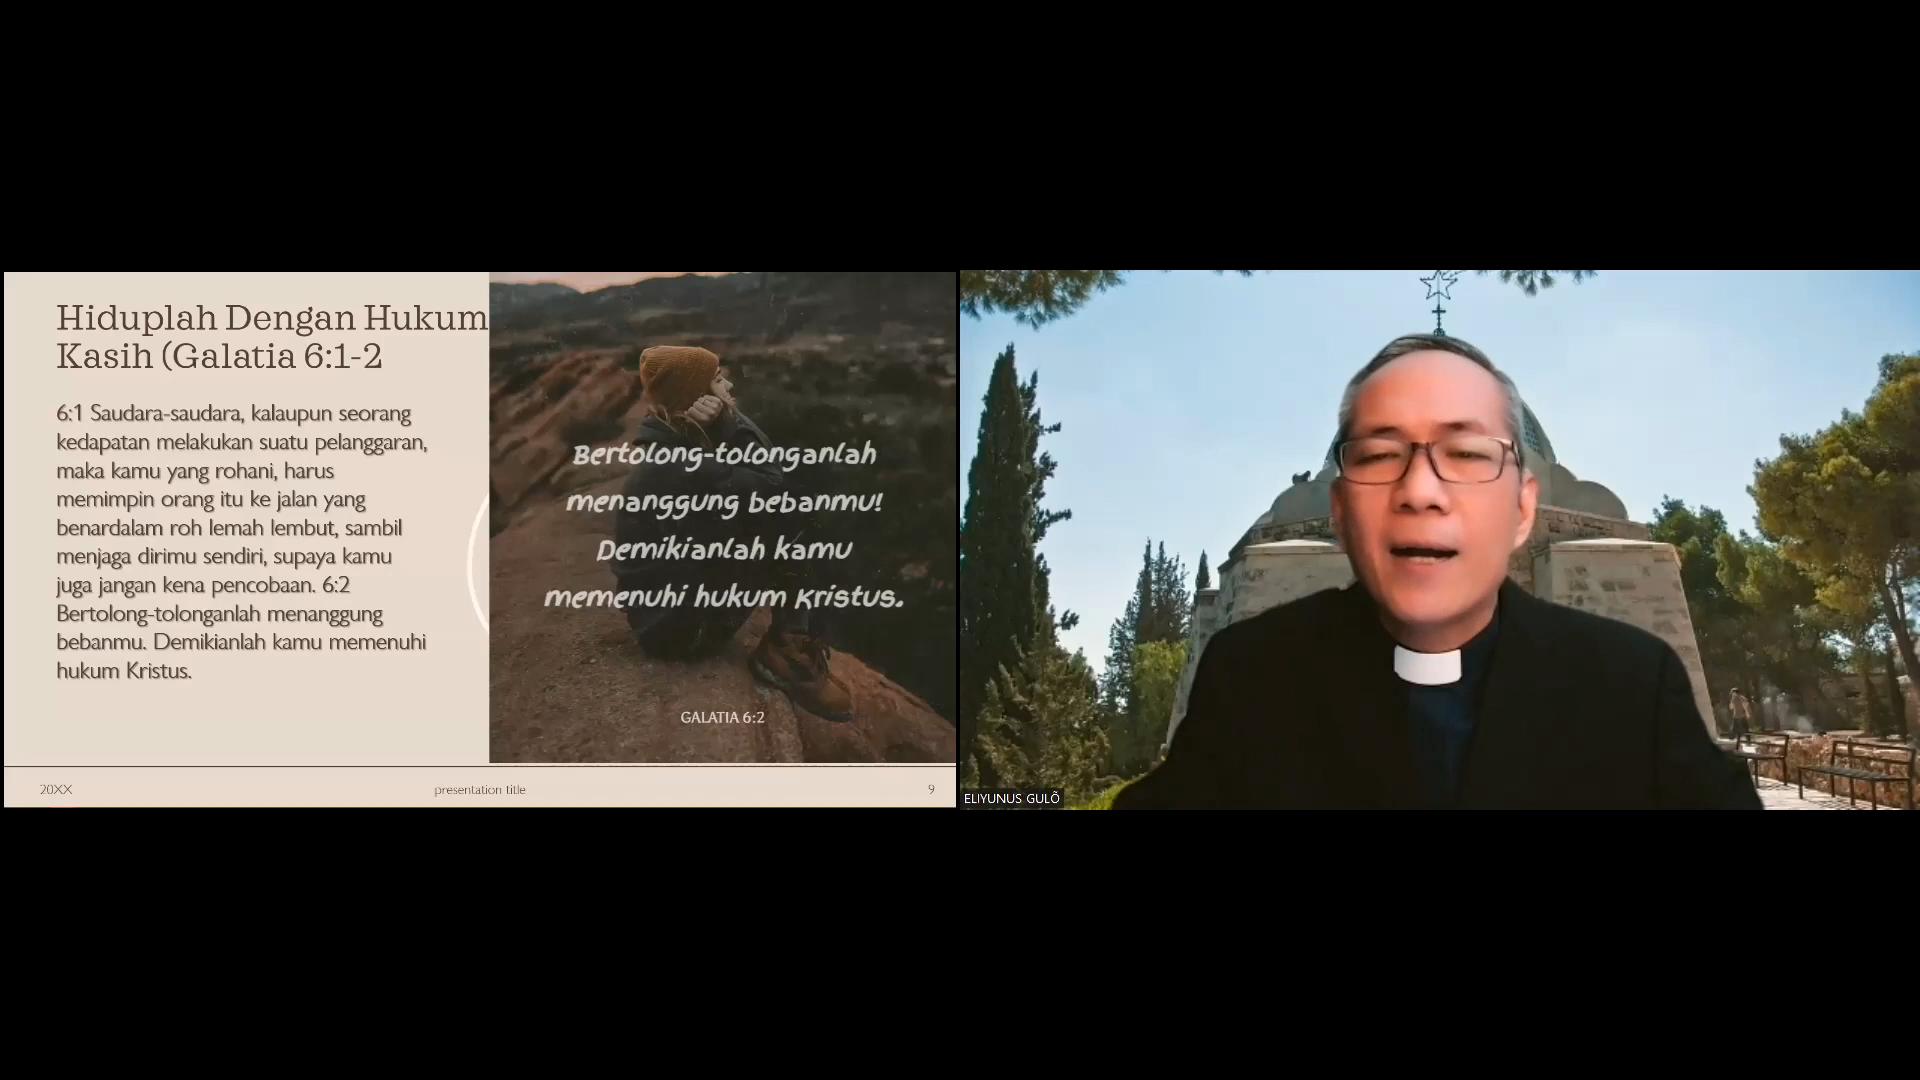 Hiduplah Dengan Hukum
Kasih (Galatia 6:1-2
6:1 Saudara-saudara, kalaupun seorang
kedapatan melakukan suatu pelanggaran,
maka kamu yang rohani, harus
memimpin orang itu ke jalan yang
benardalam roh lemah lembut, sambil
menjaga dirimu sendiri, supaya kamu
juga jangan kena pencobaan. 6:2
Bertolong-tolonganlah menanggung
bebanmu. Demikianlah kamu memenuhi
hukum Kristus.
Bertolong-tolonganlah
menanggung bebanmu!
Demikianlah kamu
memenuhi hukum Kristus.
GALATIA 6:2
20XX
presentation title
9
ELIYUNUS GULÕ